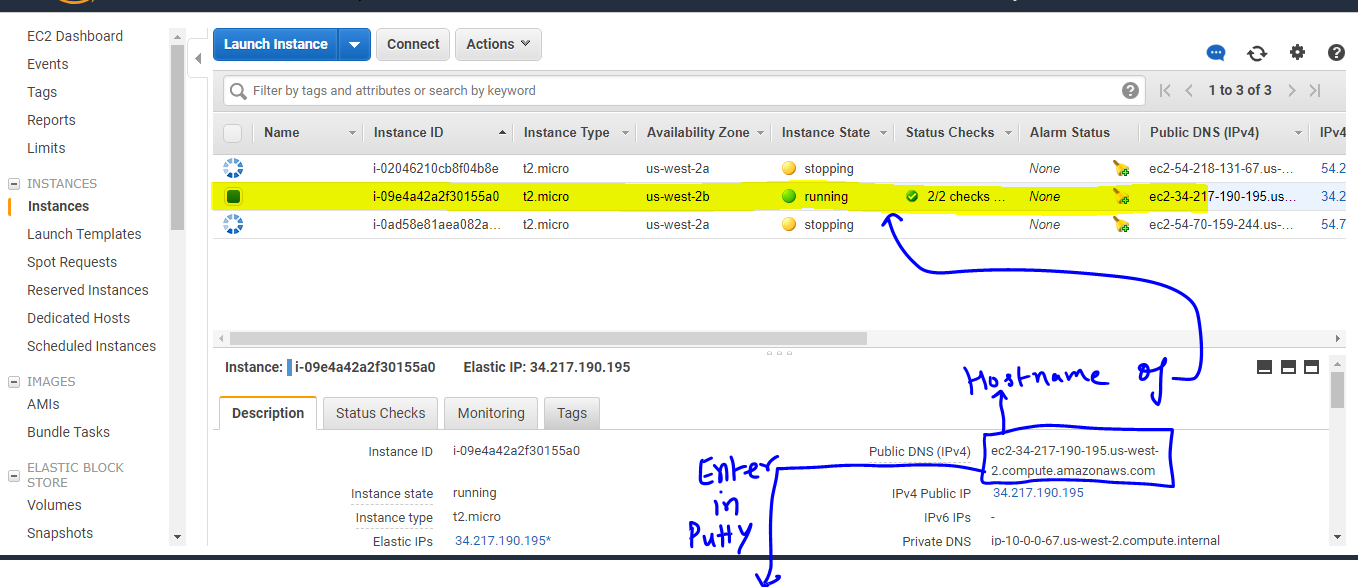 EC2 Dashboard
Events
Tags
Reports
Limits
INSTANCES
Instances
Launch Templates
Spot Requests
Reserved Instances
Dedicated Hosts
Scheduled Instances
IMAGES
AMIs
Bundle Tasks
ELASTIC BLOCK
STORE
Volumes
Snapshots
Launch Instance Connect Actions
Filter by tags and attributes or search by keyword
1 to 3 of 3
Name Instance ID Instance Type Availability Zone Instance State Status Checks Alarm Status Public DNS (IPv4) IPv4
i-02046210cb8f04b8e t2.micro us-west-2a stopping None ec2-54-218-131-67.us-... 54.2
i-09e4a42a2f30155a0 t2.micro us-west-2b running 2/2 checks ... None ec2-34-217-190-195.us... 34.2
i-0ad58e81aea082a... t2.micro us-west-2a stopping None ec2-54-70-159-244.us-... 54.7
Instance: i-09e4a42a2f30155a0 Elastic IP: 34.217.190.195
Hostname of
Description Status Checks Monitoring Tags
Instance ID i-09e4a42a2f30155a0
Instance state running
Instance type t2.micro
Elastic IPs 34.217.190.195*
Enter
in
Putty
Public DNS (IPv4) ec2-34-217-190-195.us-west-
2.compute.amazonaws.com
IPv4 Public IP 34.217.190.195
IPv6 IPs -
Private DNS ip-10-0-0-67.us-west-2.compute.internal